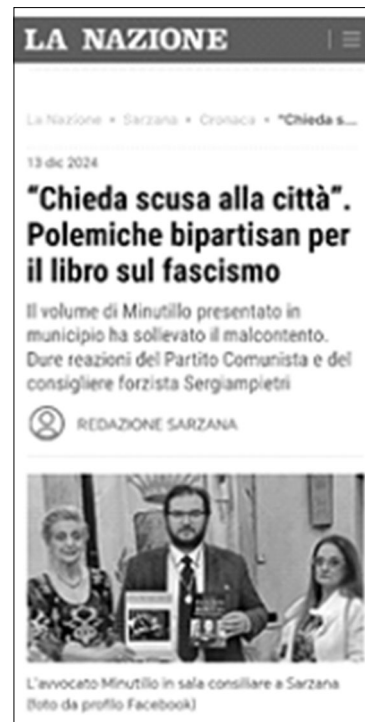 LA NAZIONE
La Nazione • Sarzana • Cronaca • "Chieda s...
13 dic 2024
“Chieda scusa alla città”.
Polemiche bipartisan per
il libro sul fascismo
Il volume di Minutillo presentato in
municipio ha sollevato il malcontento.
Dure reazioni del Partito Comunista e del
consigliere forzista Sergiampietri
REDAZIONE SARZANA
L'avvocato Minutillo in sala consiliare a Sarzana
(foto da profilo Facebook)